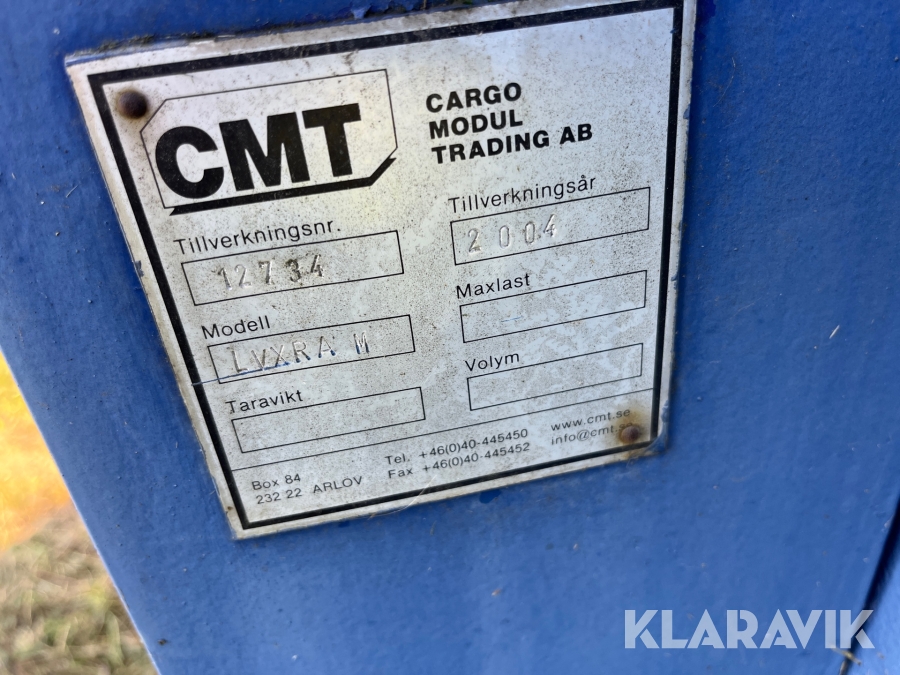 CMT
CARGO
MODUL
TRADING AB
Tillverkningsnr.
12734
Tillverkningsår
2004
Modell
LVXRA M
Maxlast
-
Taravikt
Volym
Box 84
232 22 ARLÖV
Tel. +46(0)40-445450
Fax +46(0)40-445452
www.cmt.se
info@cmt.se
KLARAVIK